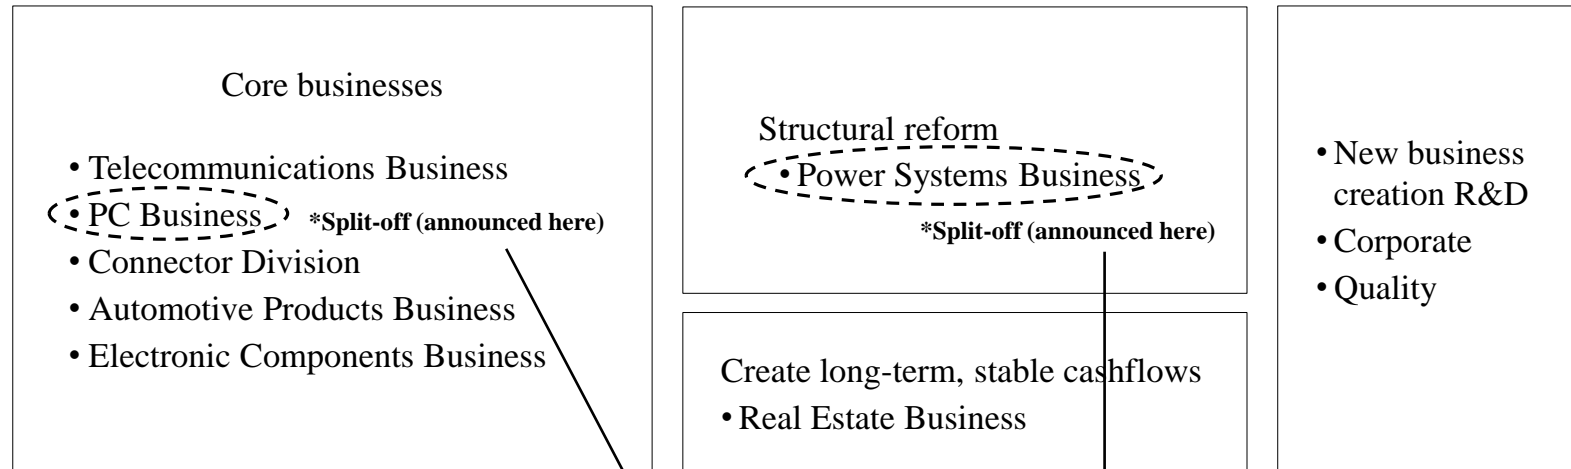 Core businesses
• Telecommunications Business
• PC Business
*Split-off (announced here)
• Connector Division
• Automotive Products Business
• Electronic Components Business
Structural reform
• Power Systems Business
*Split-off (announced here)
Create long-term, stable cashflows
• Real Estate Business
• New business
creation R&D
• Corporate
• Quality